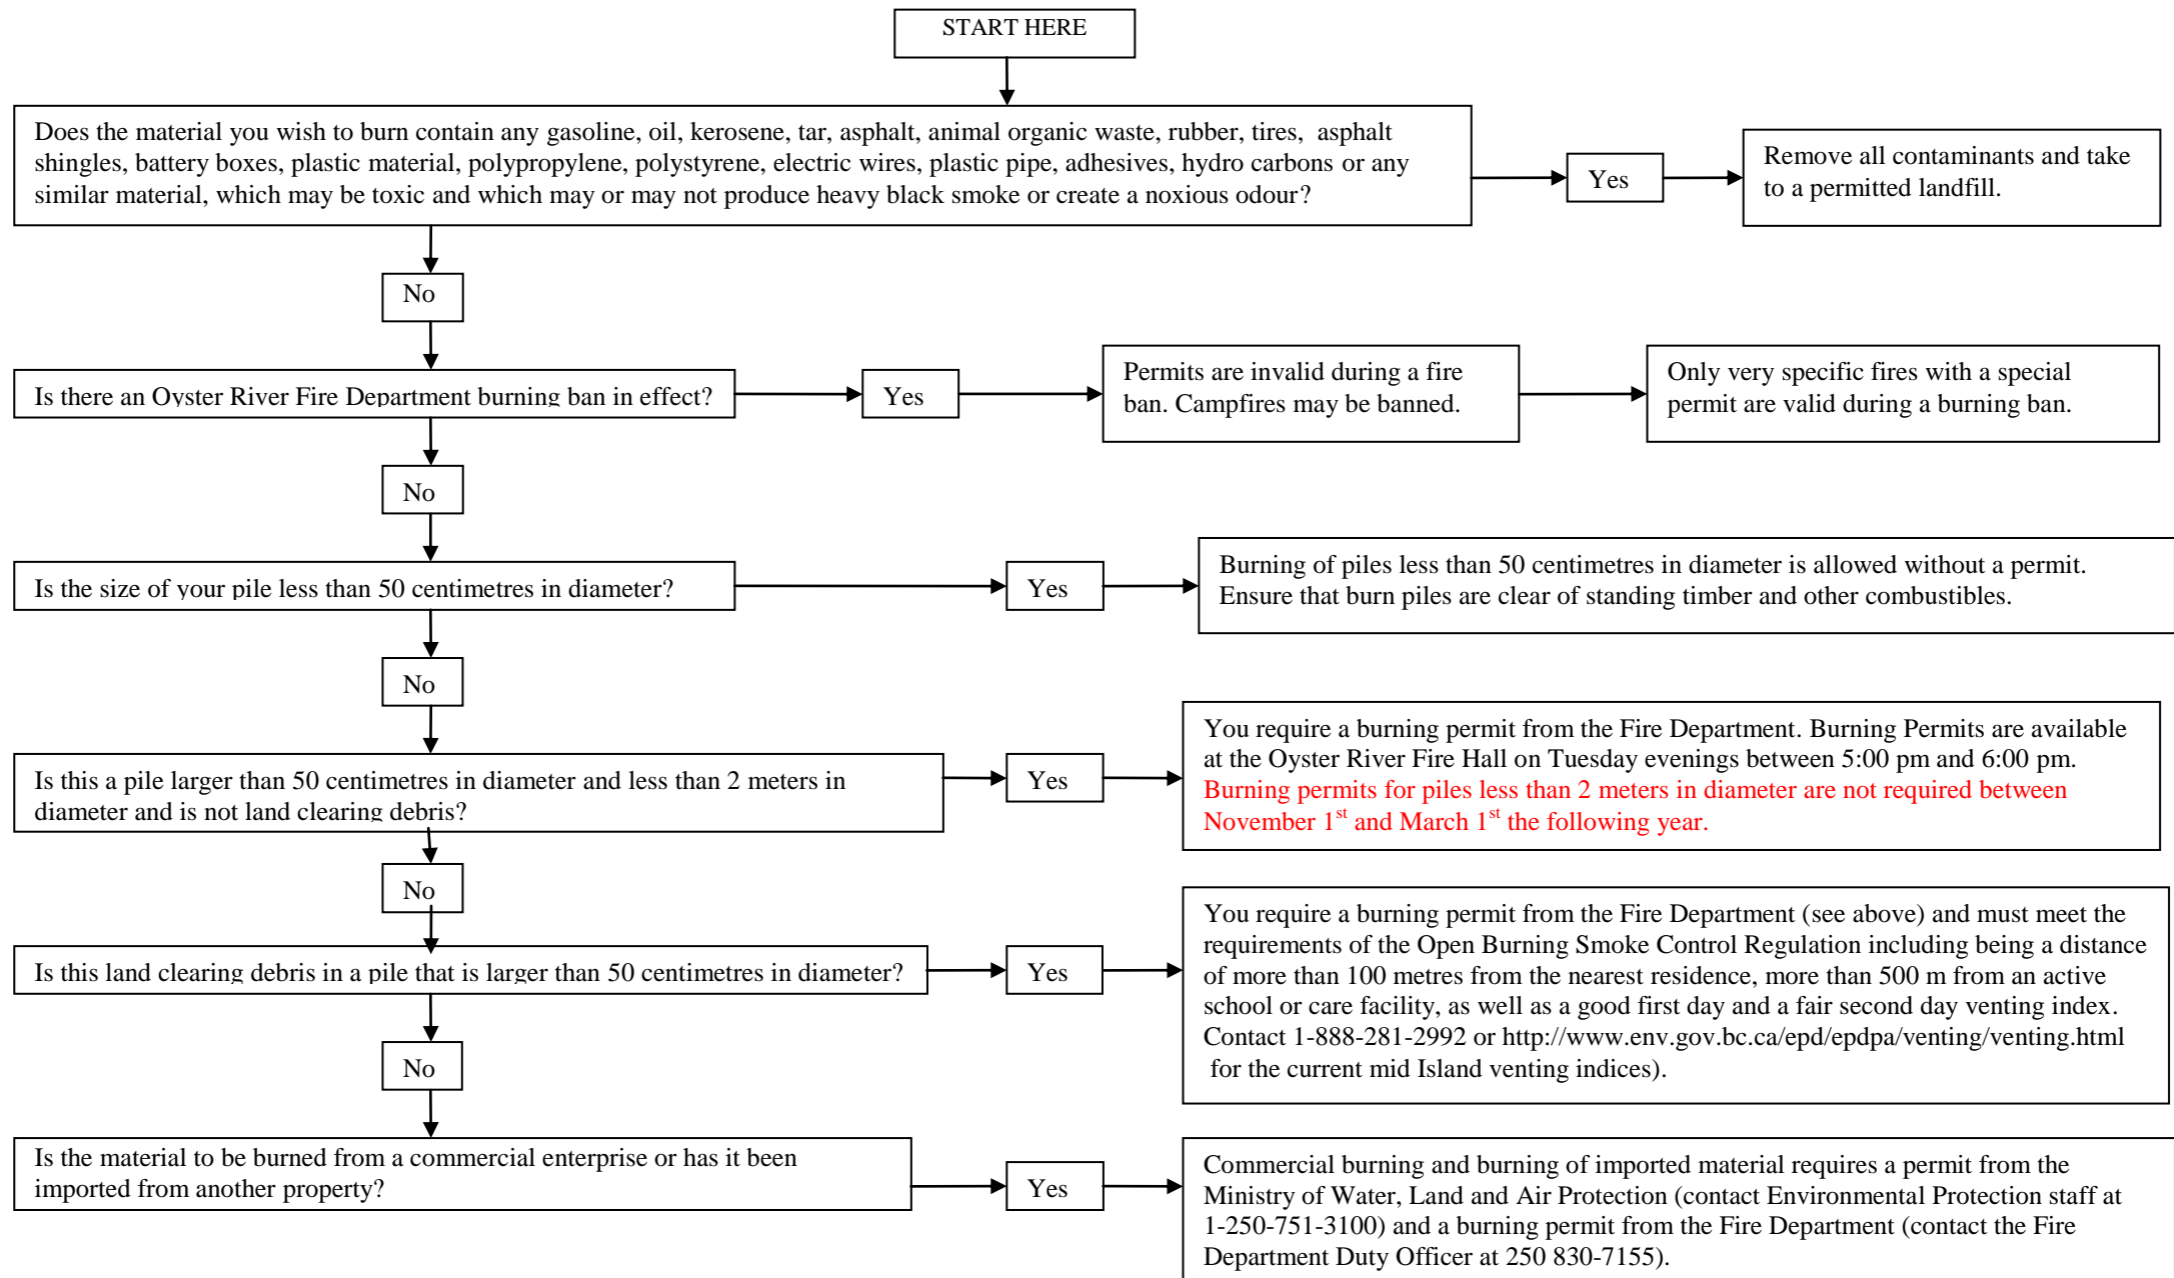 START HERE
Does the material you wish to burn contain any gasoline, oil, kerosene, tar, asphalt, animal organic waste, rubber, tires, asphalt
shingles, battery boxes, plastic material, polypropylene, polystyrene, electric wires, plastic pipe, adhesives, hydro carbons or any
similar material, which may be toxic and which may or may not produce heavy black smoke or create a noxious odour?
Yes
Remove all contaminants and take
to a permitted landfill.
No
Is there an Oyster River Fire Department burning ban in effect?
Yes
Permits are invalid during a fire
ban. Campfires may be banned.
Only very specific fires with a special
permit are valid during a burning ban.
No
Is the size of your pile less than 50 centimetres in diameter?
Yes
Burning of piles less than 50 centimetres in diameter is allowed without a permit.
Ensure that burn piles are clear of standing timber and other combustibles.
No
Is this a pile larger than 50 centimetres in diameter and less than 2 meters in
diameter and is not land clearing debris?
Yes
You require a burning permit from the Fire Department. Burning Permits are available
at the Oyster River Fire Hall on Tuesday evenings between 5:00 pm and 6:00 pm.
Burning permits for piles less than 2 meters in diameter are not required between
November 1st and March 1st the following year.
No
Is this land clearing debris in a pile that is larger than 50 centimetres in diameter?
Yes
You require a burning permit from the Fire Department (see above) and must meet the
requirements of the Open Burning Smoke Control Regulation including being a distance
of more than 100 metres from the nearest residence, more than 500 m from an active
school or care facility, as well as a good first day and a fair second day venting index.
Contact 1-888-281-2992 or http://www.env.gov.bc.ca/epd/epdpa/venting/venting.html
for the current mid Island venting indices).
No
Is the material to be burned from a commercial enterprise or has it been
imported from another property?
Yes
Commercial burning and burning of imported material requires a permit from the
Ministry of Water, Land and Air Protection (contact Environmental Protection staff at
1-250-751-3100) and a burning permit from the Fire Department (contact the Fire
Department Duty Officer at 250 830-7155).